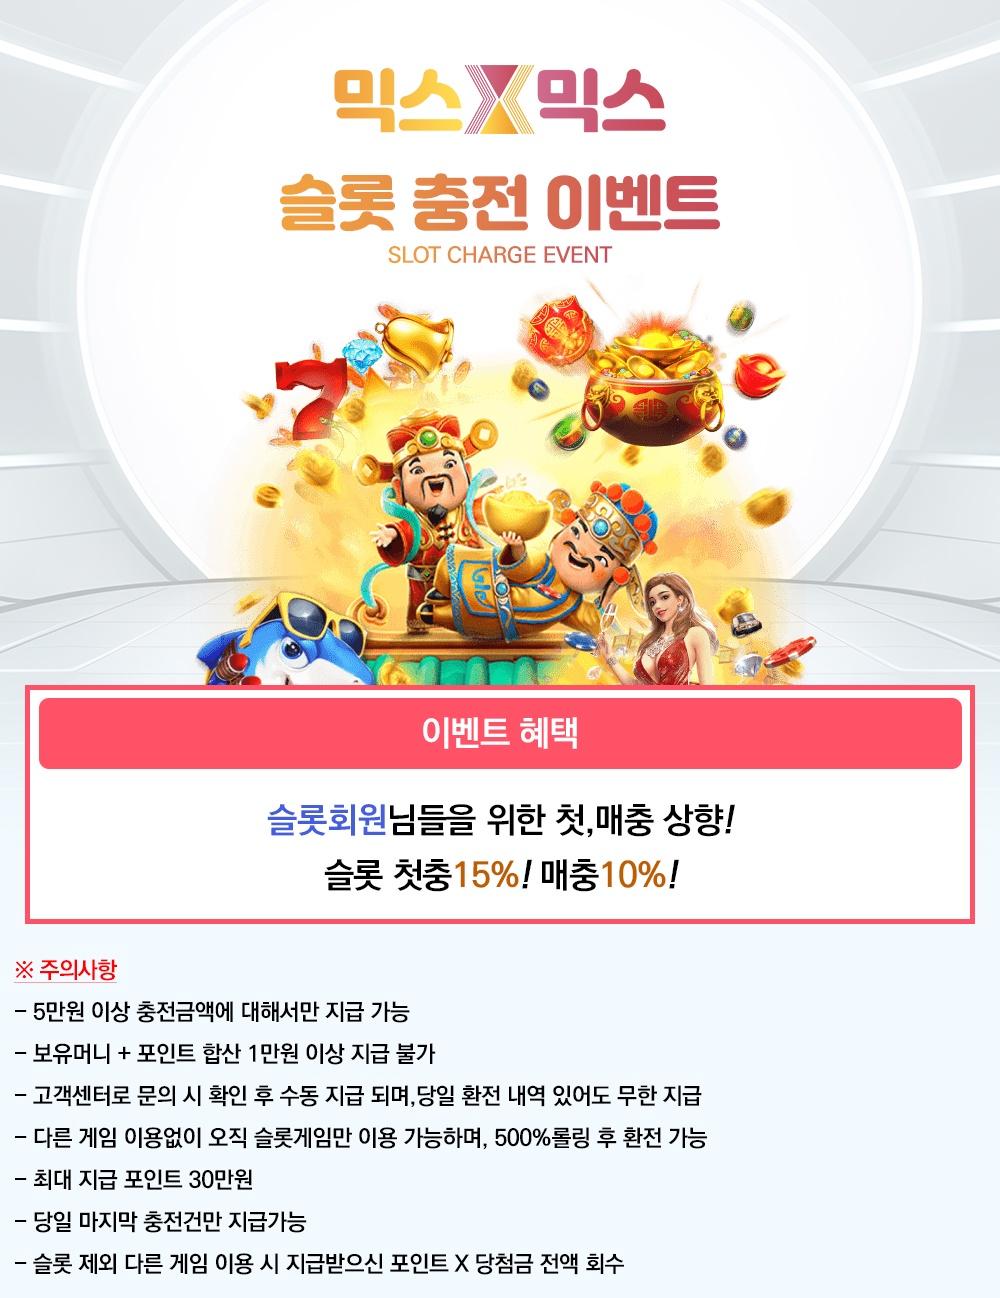 믹스X믹스
슬롯 충전 이벤트
SLOT CHARGE EVENT
이벤트 혜택
슬롯회원님들을 위한 첫,매충 상향!
슬롯 첫충15%! 매충10%!
※ 주의사항
- 5만원 이상 충전금액에 대해서만 지급 가능
- 보유머니 + 포인트 합산 1만원 이상 지급 불가
- 고객센터로 문의 시 확인 후 수동 지급 되며,당일 환전 내역 있어도 무한 지급
- 다른 게임 이용없이 오직 슬롯게임만 이용 가능하며, 500%롤링 후 환전 가능
- 최대 지급 포인트 30만원
- 당일 마지막 충전건만 지급가능
- 슬롯 제외 다른 게임 이용 시 지급받으신 포인트 X 당첨금 전액 회수